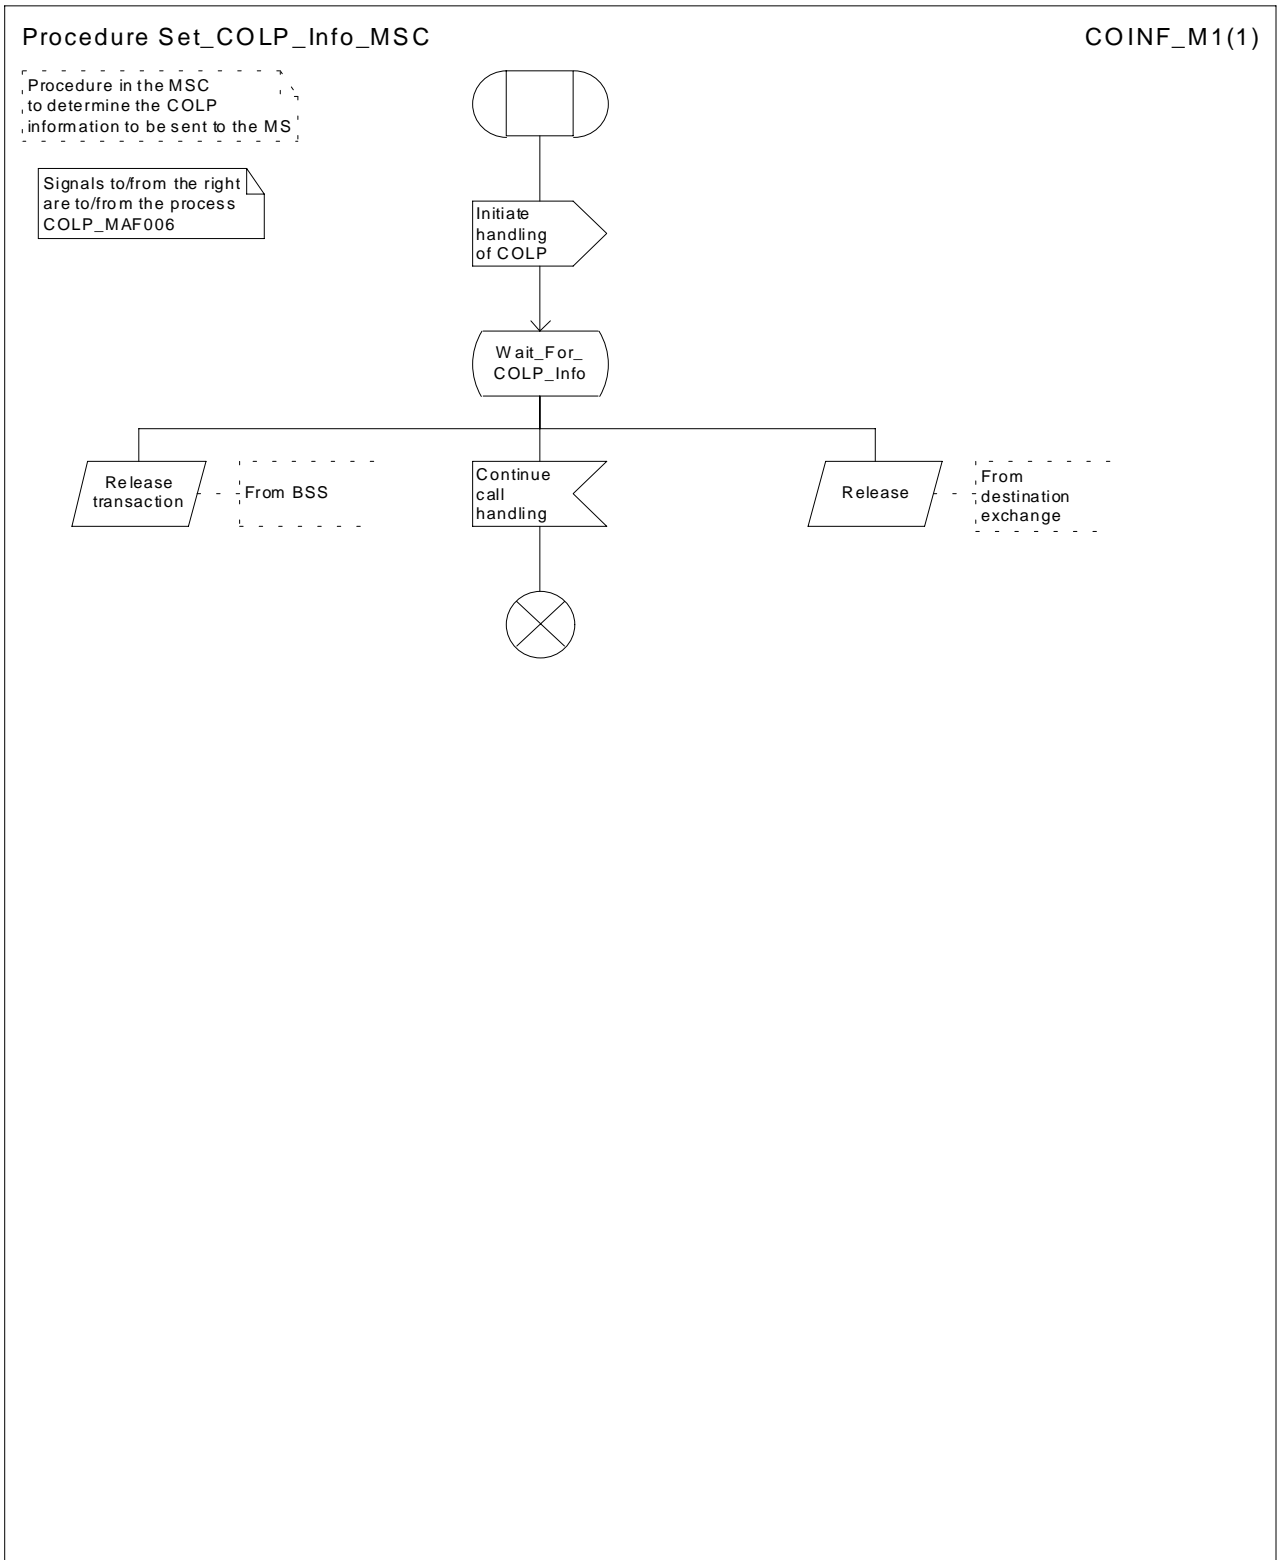 Procedure Set_COLP_Info_MSC
COINF_M1(1)
Procedure in the MSC
to determine the COLP
information to be sent to the MS
Signals to/from the right
are to/from the process
COLP_MAF006
Initiate
handling
of COLP
Wait_For_
COLP_Info
Release
transaction
From BSS
Continue
call
handling
Release
From
destination
exchange